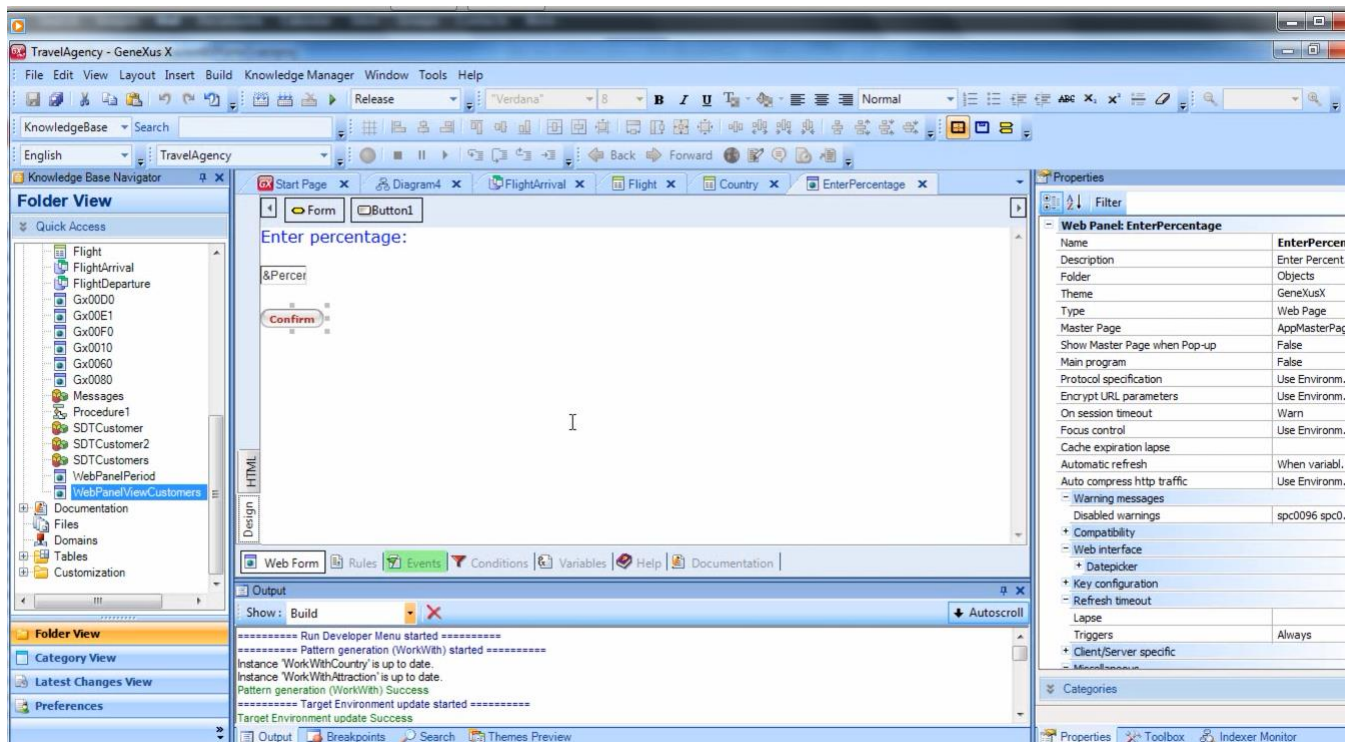 TravelAgency - GeneXus X
File Edit View Layout Insert Build Knowledge Manager Window Tools Help
Release "Verdana" 8 B I U Normal ABC X, x²
KnowledgeBase Search
English TravelAgency Back Forward
Knowledge Base Navigator
Folder View
Quick Access
Flight
FlightArrival
FlightDeparture
Gx00D0
Gx00E1
Gx00F0
Gx0010
Gx0060
Gx0080
Messages
Procedure1
SDTCustomer
SDTCustomer2
SDTCustomers
WebPanelPeriod
WebPanelViewCustomers
Documentation
Files
Domains
Tables
Customization
Folder View
Category View
Latest Changes View
Preferences
Start Page Diagram4 FlightArrival Flight Country EnterPercentage
Form Button1
Enter percentage:
&Percer
Confirm
HTML
Design
Web Form Rules Events Conditions Variables Help Documentation
Output
Show: Build Autoscroll
========== Run Developer Menu started ==========
========== Pattern generation (WorkWith) started ==========
Instance 'WorkWithCountry' is up to date.
Instance 'WorkWithAttraction' is up to date.
Pattern generation (WorkWith) Success
========== Target Environment update started ==========
Target Environment update Success
Output Breakpoints Search Themes Preview
Properties
Filter
Web Panel: EnterPercentage
Name EnterPercen
Description Enter Percent.
Folder Objects
Theme GeneXusX
Type Web Page
Master Page AppMasterPag
Show Master Page when Pop-up False
Main program False
Protocol specification Use Environm.
Encrypt URL parameters Use Environm.
On session timeout Warn
Focus control Use Environm.
Cache expiration lapse
Automatic refresh When variabl.
Auto compress http traffic Use Environm.
Warning messages
Disabled warnings spc0096 spc0.
Compatibility
Web interface
Datepicker
Key configuration
Refresh timeout
Lapse
Triggers Always
Client/Server specific
Miscellaneous
Categories
Properties Toolbox Indexer Monitor